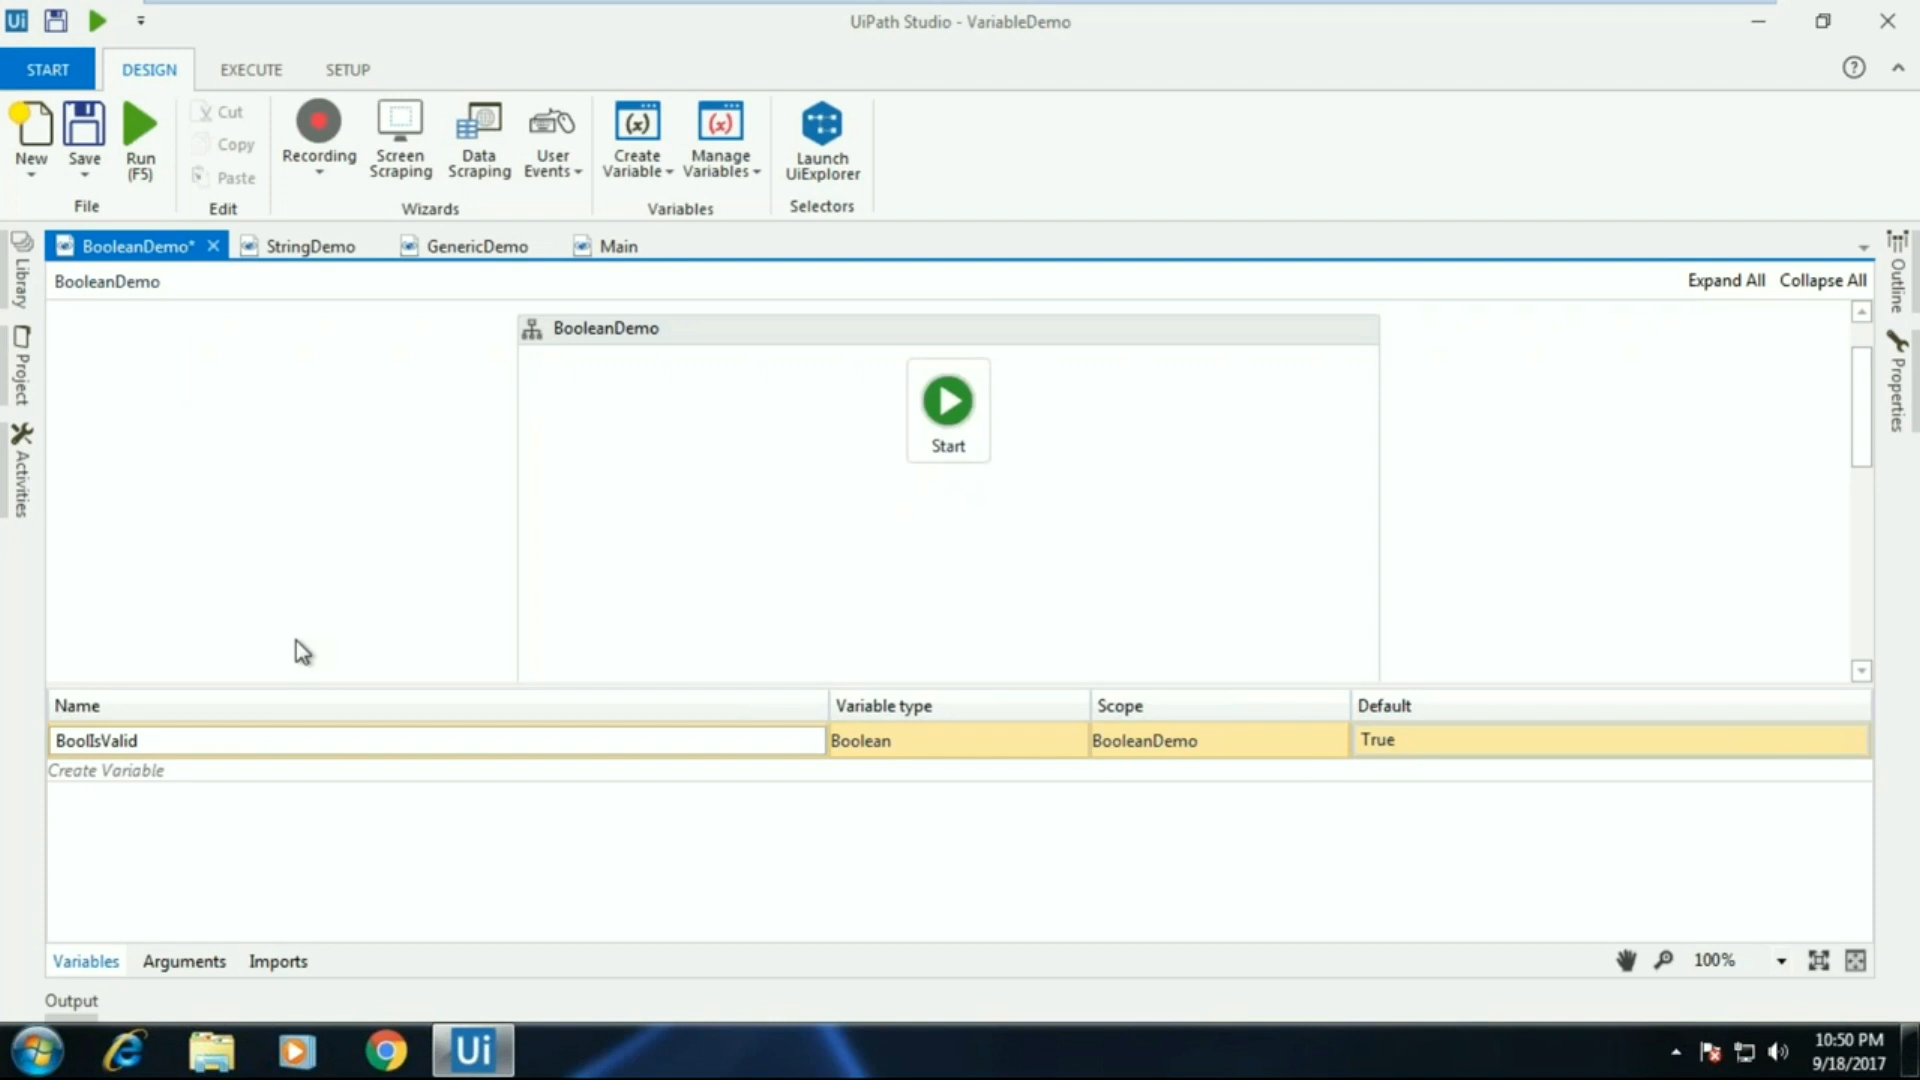 Ui
UiPath Studio - VariableDemo
START DESIGN EXECUTE SETUP
New
Save
Run
(F5)
File
Cut
Copy
Paste
Edit
Recording
Screen
Scraping
Data
Scraping
User
Events
Wizards
Create
Variable
Manage
Variables
Variables
Launch
UiExplorer
Selectors
BooleanDemo* StringDemo GenericDemo Main
BooleanDemo
Expand All Collapse All
Library
Project
Activities
Outline
Properties
BooleanDemo
Start
Name Variable type Scope Default
BoolIsValid Boolean BooleanDemo True
Create Variable
Variables Arguments Imports
100%
Output
Ui
10:50 PM
9/18/2017